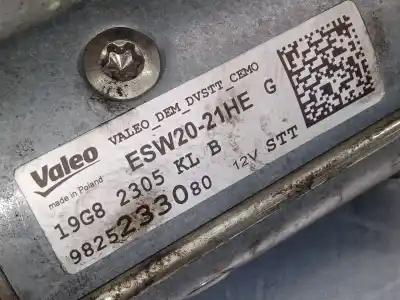 VALEO_DEM_DVSTT_CEMO
Valeo
ESW20-21HE G
made in Poland
19G8 2305 KL B
9825233080
12V STT